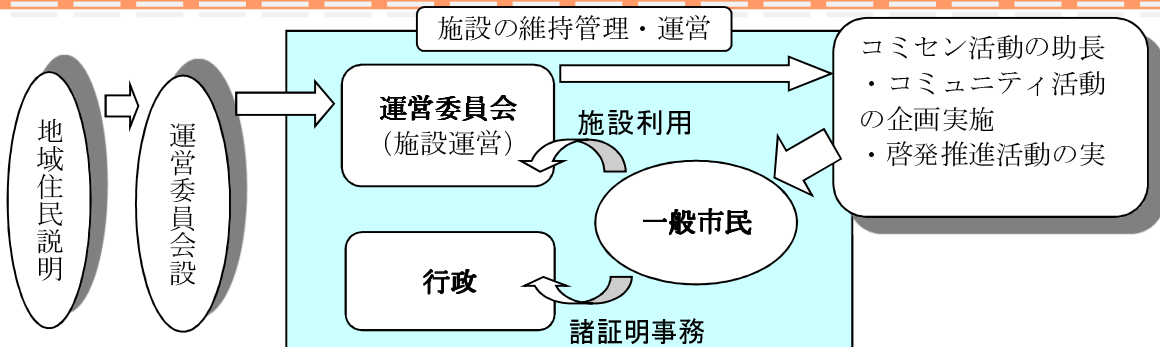 施設の維持管理・運営
地域住民説明
運営委員会設
運営委員会
（施設運営）
施設利用
一般市民
行政
諸証明事務
コミセン活動の助長
・コミュニティ活動
の企画実施
・啓発推進活動の実